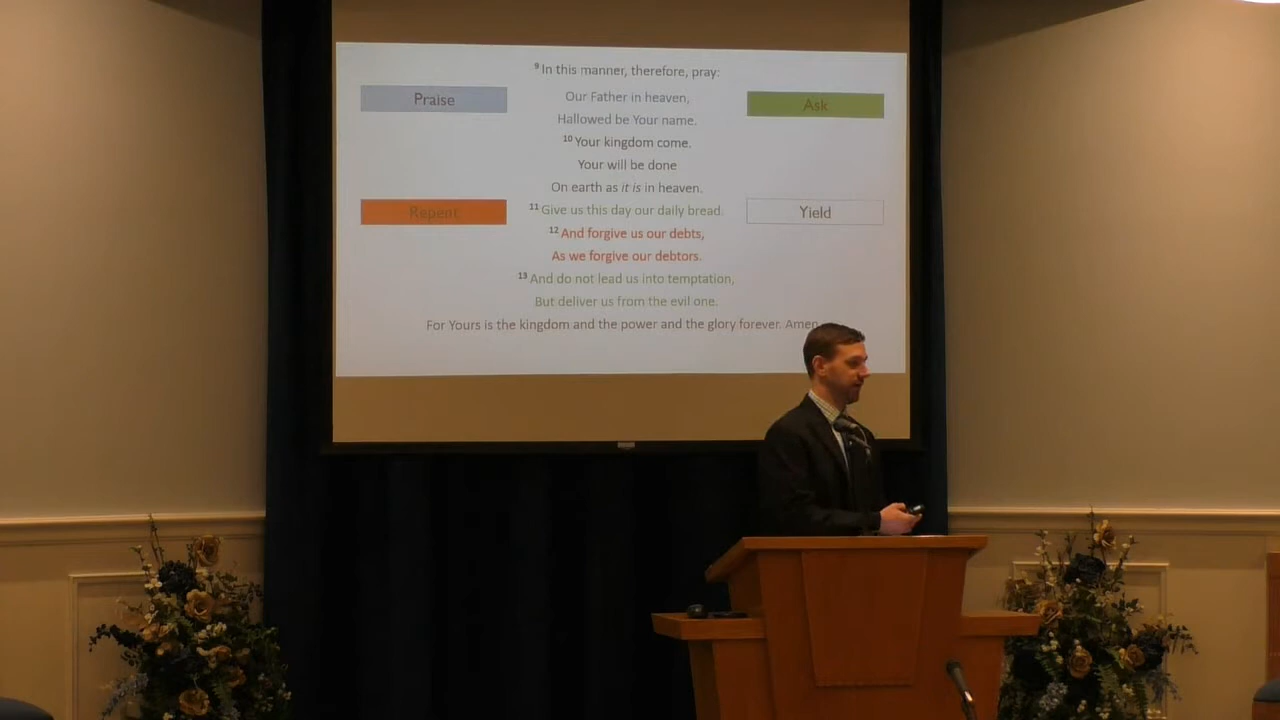 ⁹ In this manner, therefore, pray:
Praise
Our Father in heaven,
Ask
Hallowed be Your name.
¹⁰ Your kingdom come.
Your will be done
On earth as it is in heaven.
Repent
¹¹ Give us this day our daily bread.
Yield
¹² And forgive us our debts,
As we forgive our debtors.
¹³ And do not lead us into temptation,
But deliver us from the evil one.
For Yours is the kingdom and the power and the glory forever. Amen